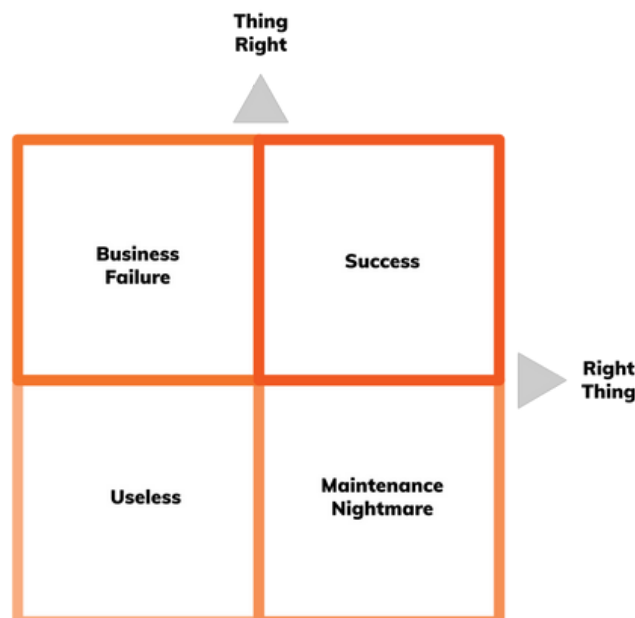 Thing
Right
Business
Failure
Success
Right
Thing
Useless
Maintenance
Nightmare